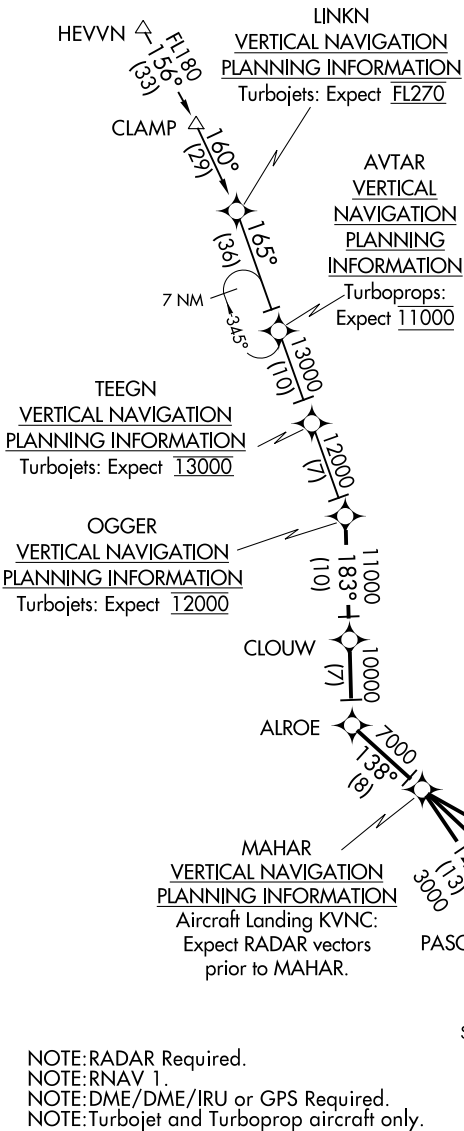 LINKN
VERTICAL NAVIGATION
PLANNING INFORMATION
Turbojets: Expect FL270
HEVVN
FL180
156°
(33)
CLAMP
160°
(29)
AVTAR
VERTICAL
NAVIGATION
PLANNING
INFORMATION
Turboprops:
Expect 11000
165°
(36)
7 NM
345°
13000
(10)
TEEGN
VERTICAL NAVIGATION
PLANNING INFORMATION
Turbojets: Expect 13000
12000
(7)
OGGER
VERTICAL NAVIGATION
PLANNING INFORMATION
Turbojets: Expect 12000
11000
183°
(10)
CLOUW
10000
(7)
ALROE
7000
138°
(8)
MAHAR
VERTICAL NAVIGATION
PLANNING INFORMATION
Aircraft Landing KVNC:
Expect RADAR vectors
prior to MAHAR.
(13)
3000
PASC
NOTE: RADAR Required.
NOTE: RNAV 1.
NOTE: DME/DME/IRU or GPS Required.
NOTE: Turbojet and Turboprop aircraft only.